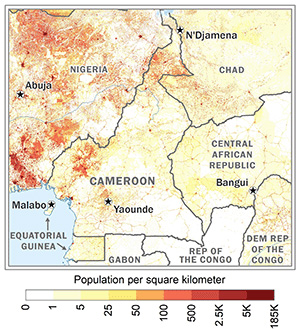 N'Djamena
NIGERIA
CHAD
Abuja
CENTRAL
AFRICAN
REPUBLIC
CAMEROON
Bangui
Malabo
Yaounde
EQUATORIAL
GUINEA
GABON
REP OF
THE CONGO
DEM REP
OF THE
CONGO
Population per square kilometer
0 1 5 25 50 100 500 2.5K 5K 185K